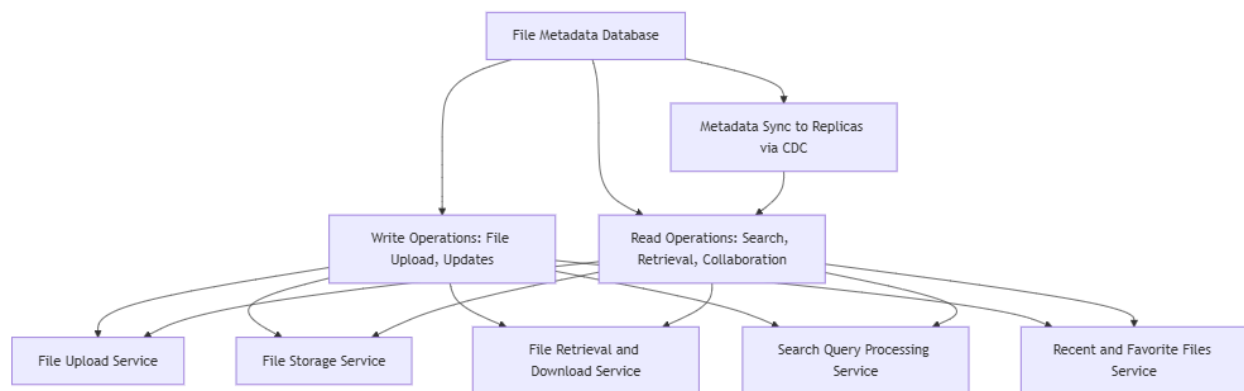 File Metadata Database
Metadata Sync to Replicas
via CDC
Write Operations: File
Upload, Updates
Read Operations: Search,
Retrieval, Collaboration
File Upload Service
File Storage Service
File Retrieval and
Download Service
Search Query Processing
Service
Recent and Favorite Files
Service